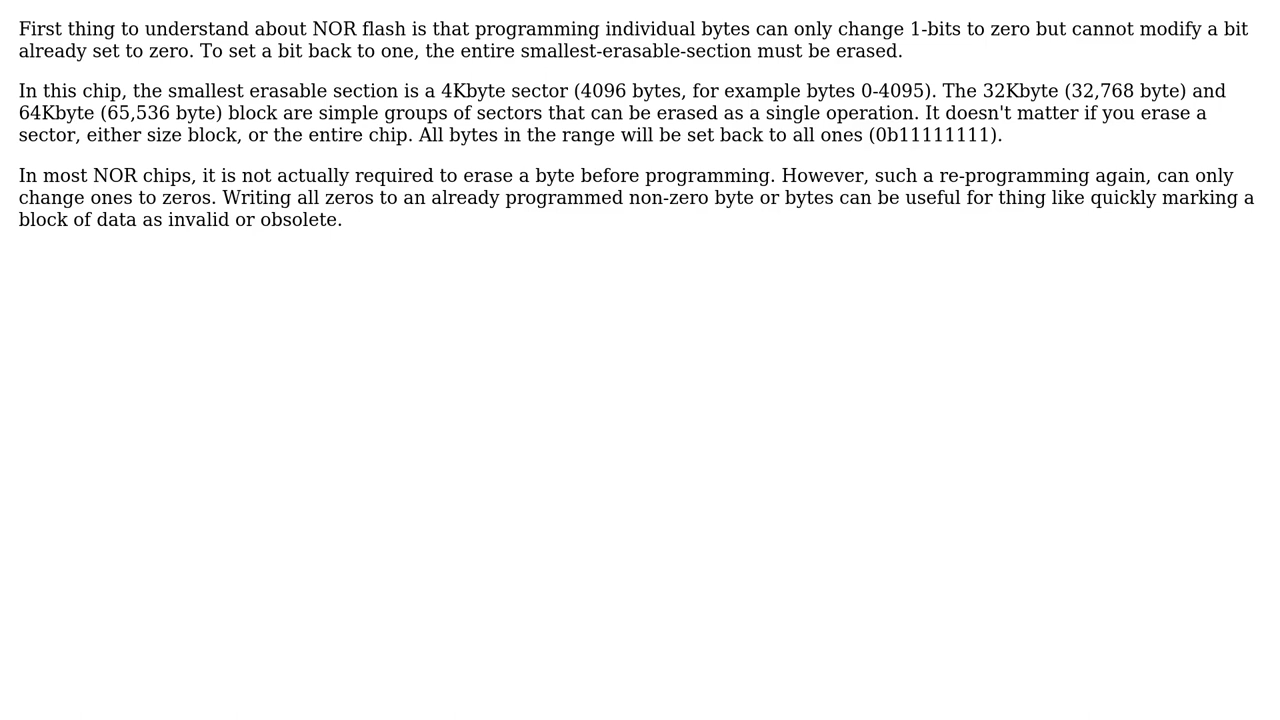 First thing to understand about NOR flash is that programming individual bytes can only change 1-bits to zero but cannot modify a bit
already set to zero. To set a bit back to one, the entire smallest-erasable-section must be erased.
In this chip, the smallest erasable section is a 4Kbyte sector (4096 bytes, for example bytes 0-4095). The 32Kbyte (32,768 byte) and
64Kbyte (65,536 byte) block are simple groups of sectors that can be erased as a single operation. It doesn't matter if you erase a
sector, either size block, or the entire chip. All bytes in the range will be set back to all ones (0b11111111).
In most NOR chips, it is not actually required to erase a byte before programming. However, such a re-programming again, can only
change ones to zeros. Writing all zeros to an already programmed non-zero byte or bytes can be useful for thing like quickly marking a
block of data as invalid or obsolete.